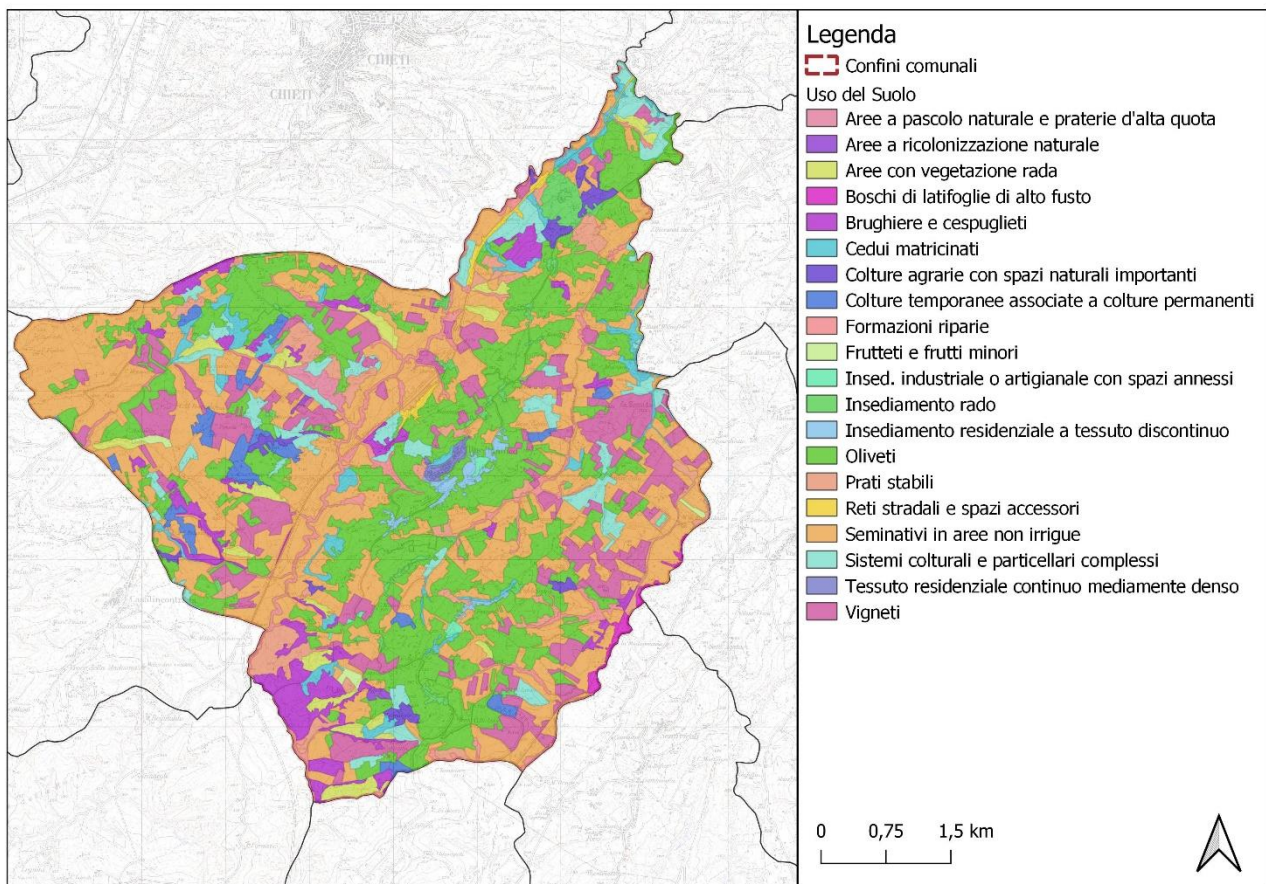 CHIETI
CHIETI
Legenda
Confini comunali
Uso del Suolo
Aree a pascolo naturale e praterie d'alta quota
Aree a ricolonizzazione naturale
Aree con vegetazione rada
Boschi di latifoglie di alto fusto
Brughiere e cespuglieti
Cedui matricinati
Colture agrarie con spazi naturali importanti
Colture temporanee associate a colture permanenti
Formazioni riparie
Frutteti e frutti minori
Insed. industriale o artigianale con spazi annessi
Insediamento rado
Insediamento residenziale a tessuto discontinuo
Oliveti
Prati stabili
Reti stradali e spazi accessori
Seminativi in aree non irrigue
Sistemi colturali e particellari complessi
Tessuto residenziale continuo mediamente denso
Vigneti
0 0,75 1,5 km